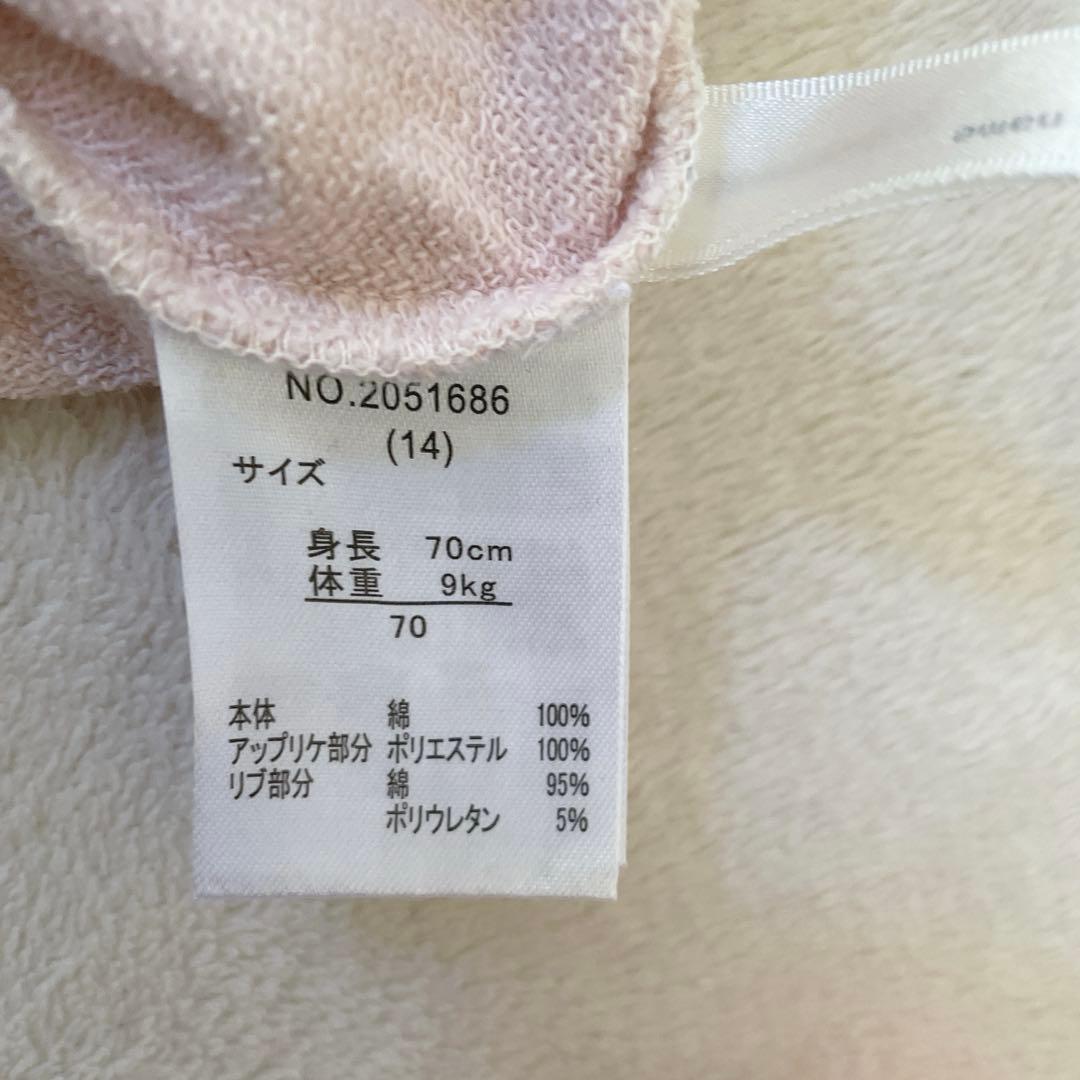 name
NO.2051686
(14)
サイズ
身長 70cm
体重 9kg
70
本体 綿 100%
アップリケ部分 ポリエステル 100%
リブ部分 綿 95%
ポリウレタン 5%